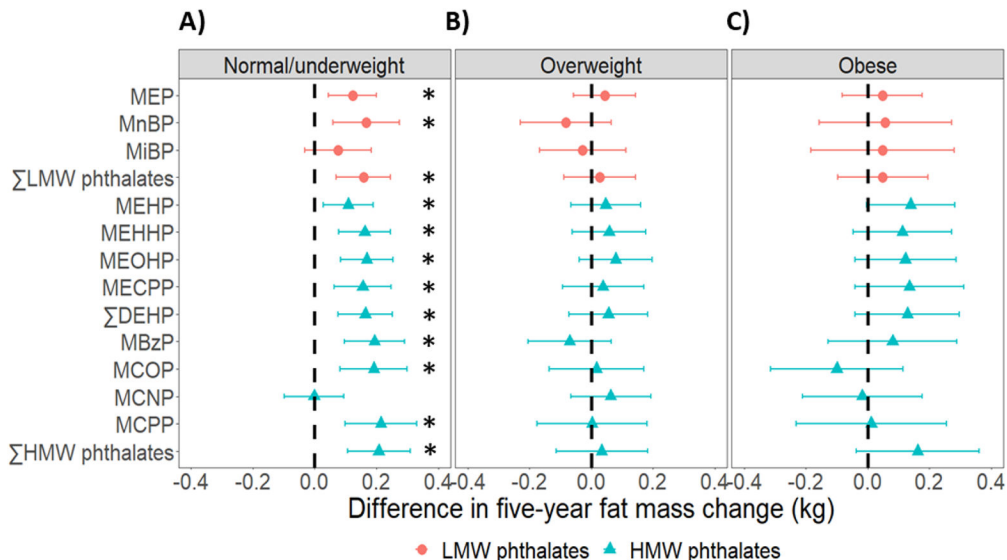 A) B) C)
Normal/underweight Overweight Obese
MEP *
MnBP *
MiBP
∑LMW phthalates *
MEHP *
MEHHP *
MEOHP *
MECPP *
∑DEHP *
MBzP *
MCOP *
MCNP
MCPP *
∑HMW phthalates *
-0.4 -0.2 0.0 0.2 0.4 -0.4 -0.2 0.0 0.2 0.4 -0.4 -0.2 0.0 0.2 0.4
Difference in five-year fat mass change (kg)
LMW phthalates HMW phthalates